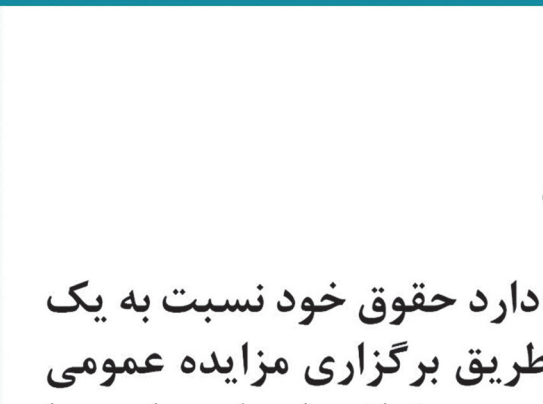 دارد حقوق خود نسبت به یک
طریق برگزاری مزایده عمومی